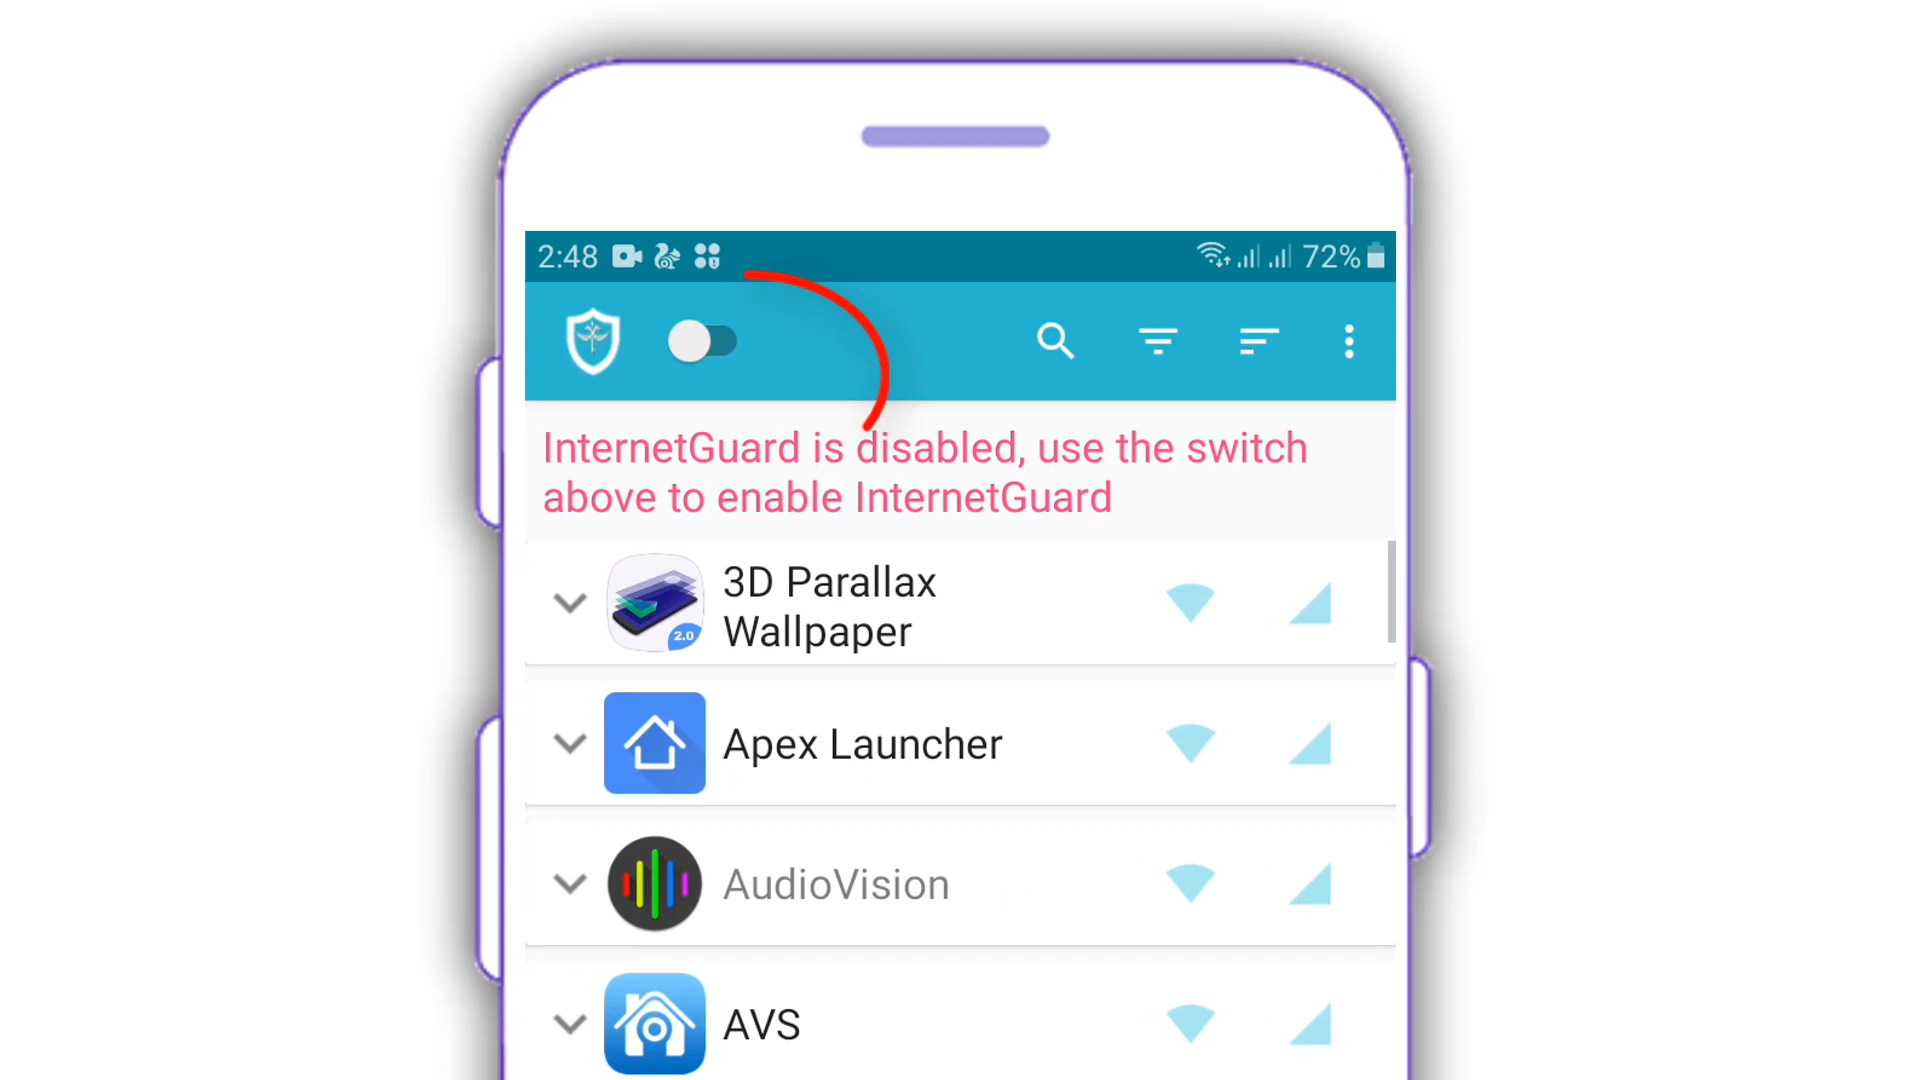 2:48
72%
InternetGuard is disabled, use the switch
above to enable InternetGuard
3D Parallax
Wallpaper
2.0
Apex Launcher
AudioVision
AVS